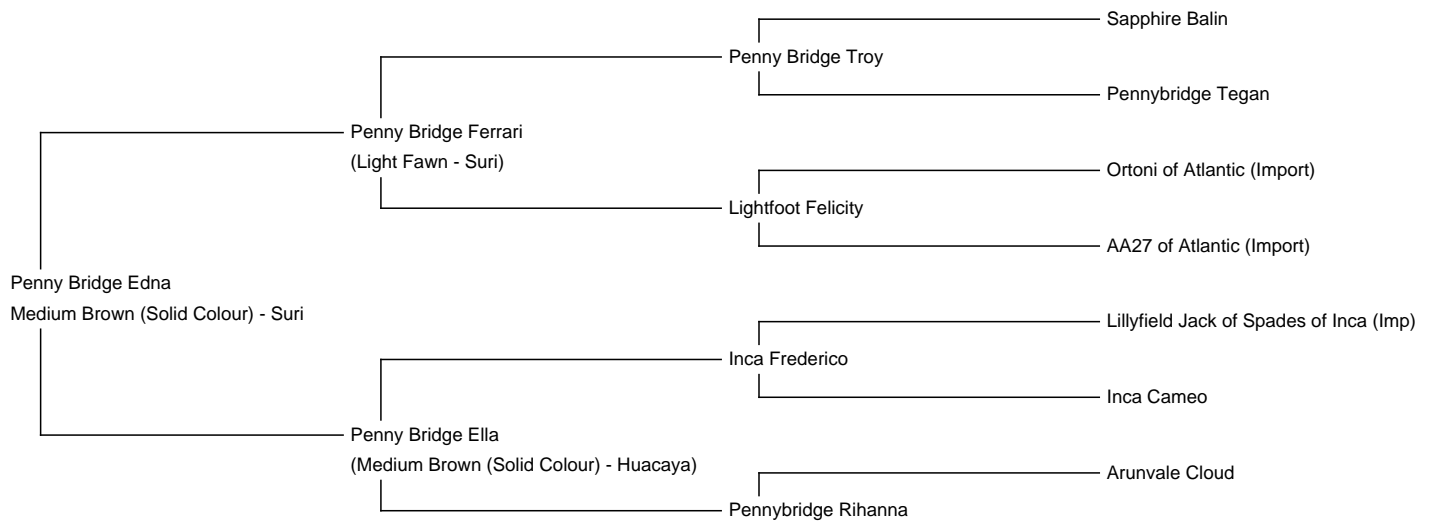 Sapphire Balin
Penny Bridge Troy
Pennybridge Tegan
Penny Bridge Ferrari
(Light Fawn - Suri)
Ortoni of Atlantic (Import)
Lightfoot Felicity
AA27 of Atlantic (Import)
Penny Bridge Edna
Medium Brown (Solid Colour) - Suri
Lillyfield Jack of Spades of Inca (Imp)
Inca Frederico
Inca Cameo
Penny Bridge Ella
(Medium Brown (Solid Colour) - Huacaya)
Arunvale Cloud
Pennybridge Rihanna